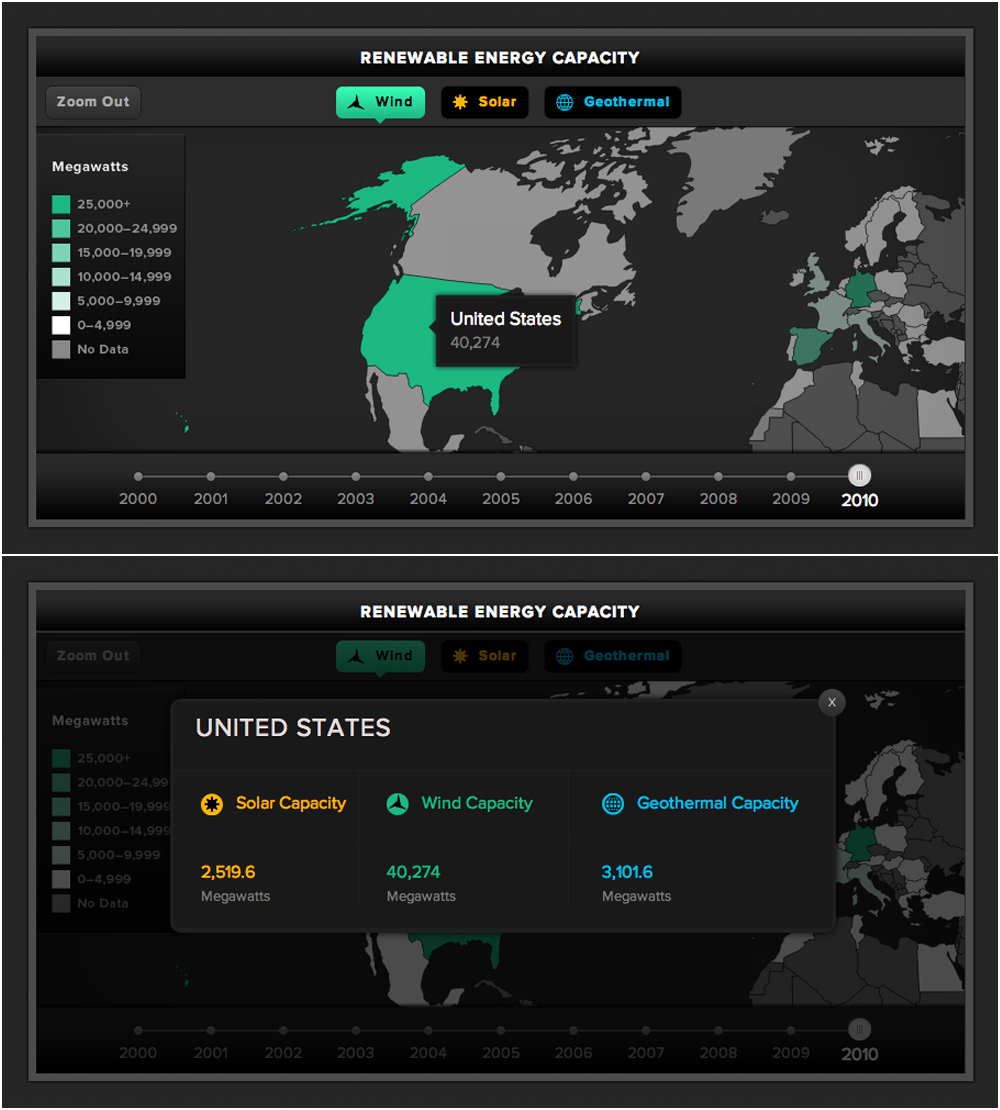 RENEWABLE ENERGY CAPACITY
Zoom Out
Wind
Solar
Geothermal
Megawatts
25,000+
20,000–24,999
15,000–19,999
10,000–14,999
5,000–9,999
0–4,999
No Data
United States
40,274
2000 2001 2002 2003 2004 2005 2006 2007 2008 2009 2010
RENEWABLE ENERGY CAPACITY
Zoom Out
Wind
Solar
Geothermal
Megawatts
25,000+
20,000–24,99
15,000–19,999
10,000–14,999
5,000–9,999
0–4,999
No Data
X
UNITED STATES
Solar Capacity
Wind Capacity
Geothermal Capacity
2,519.6
40,274
3,101.6
Megawatts
Megawatts
Megawatts
2000 2001 2002 2003 2004 2005 2006 2007 2008 2009 2010